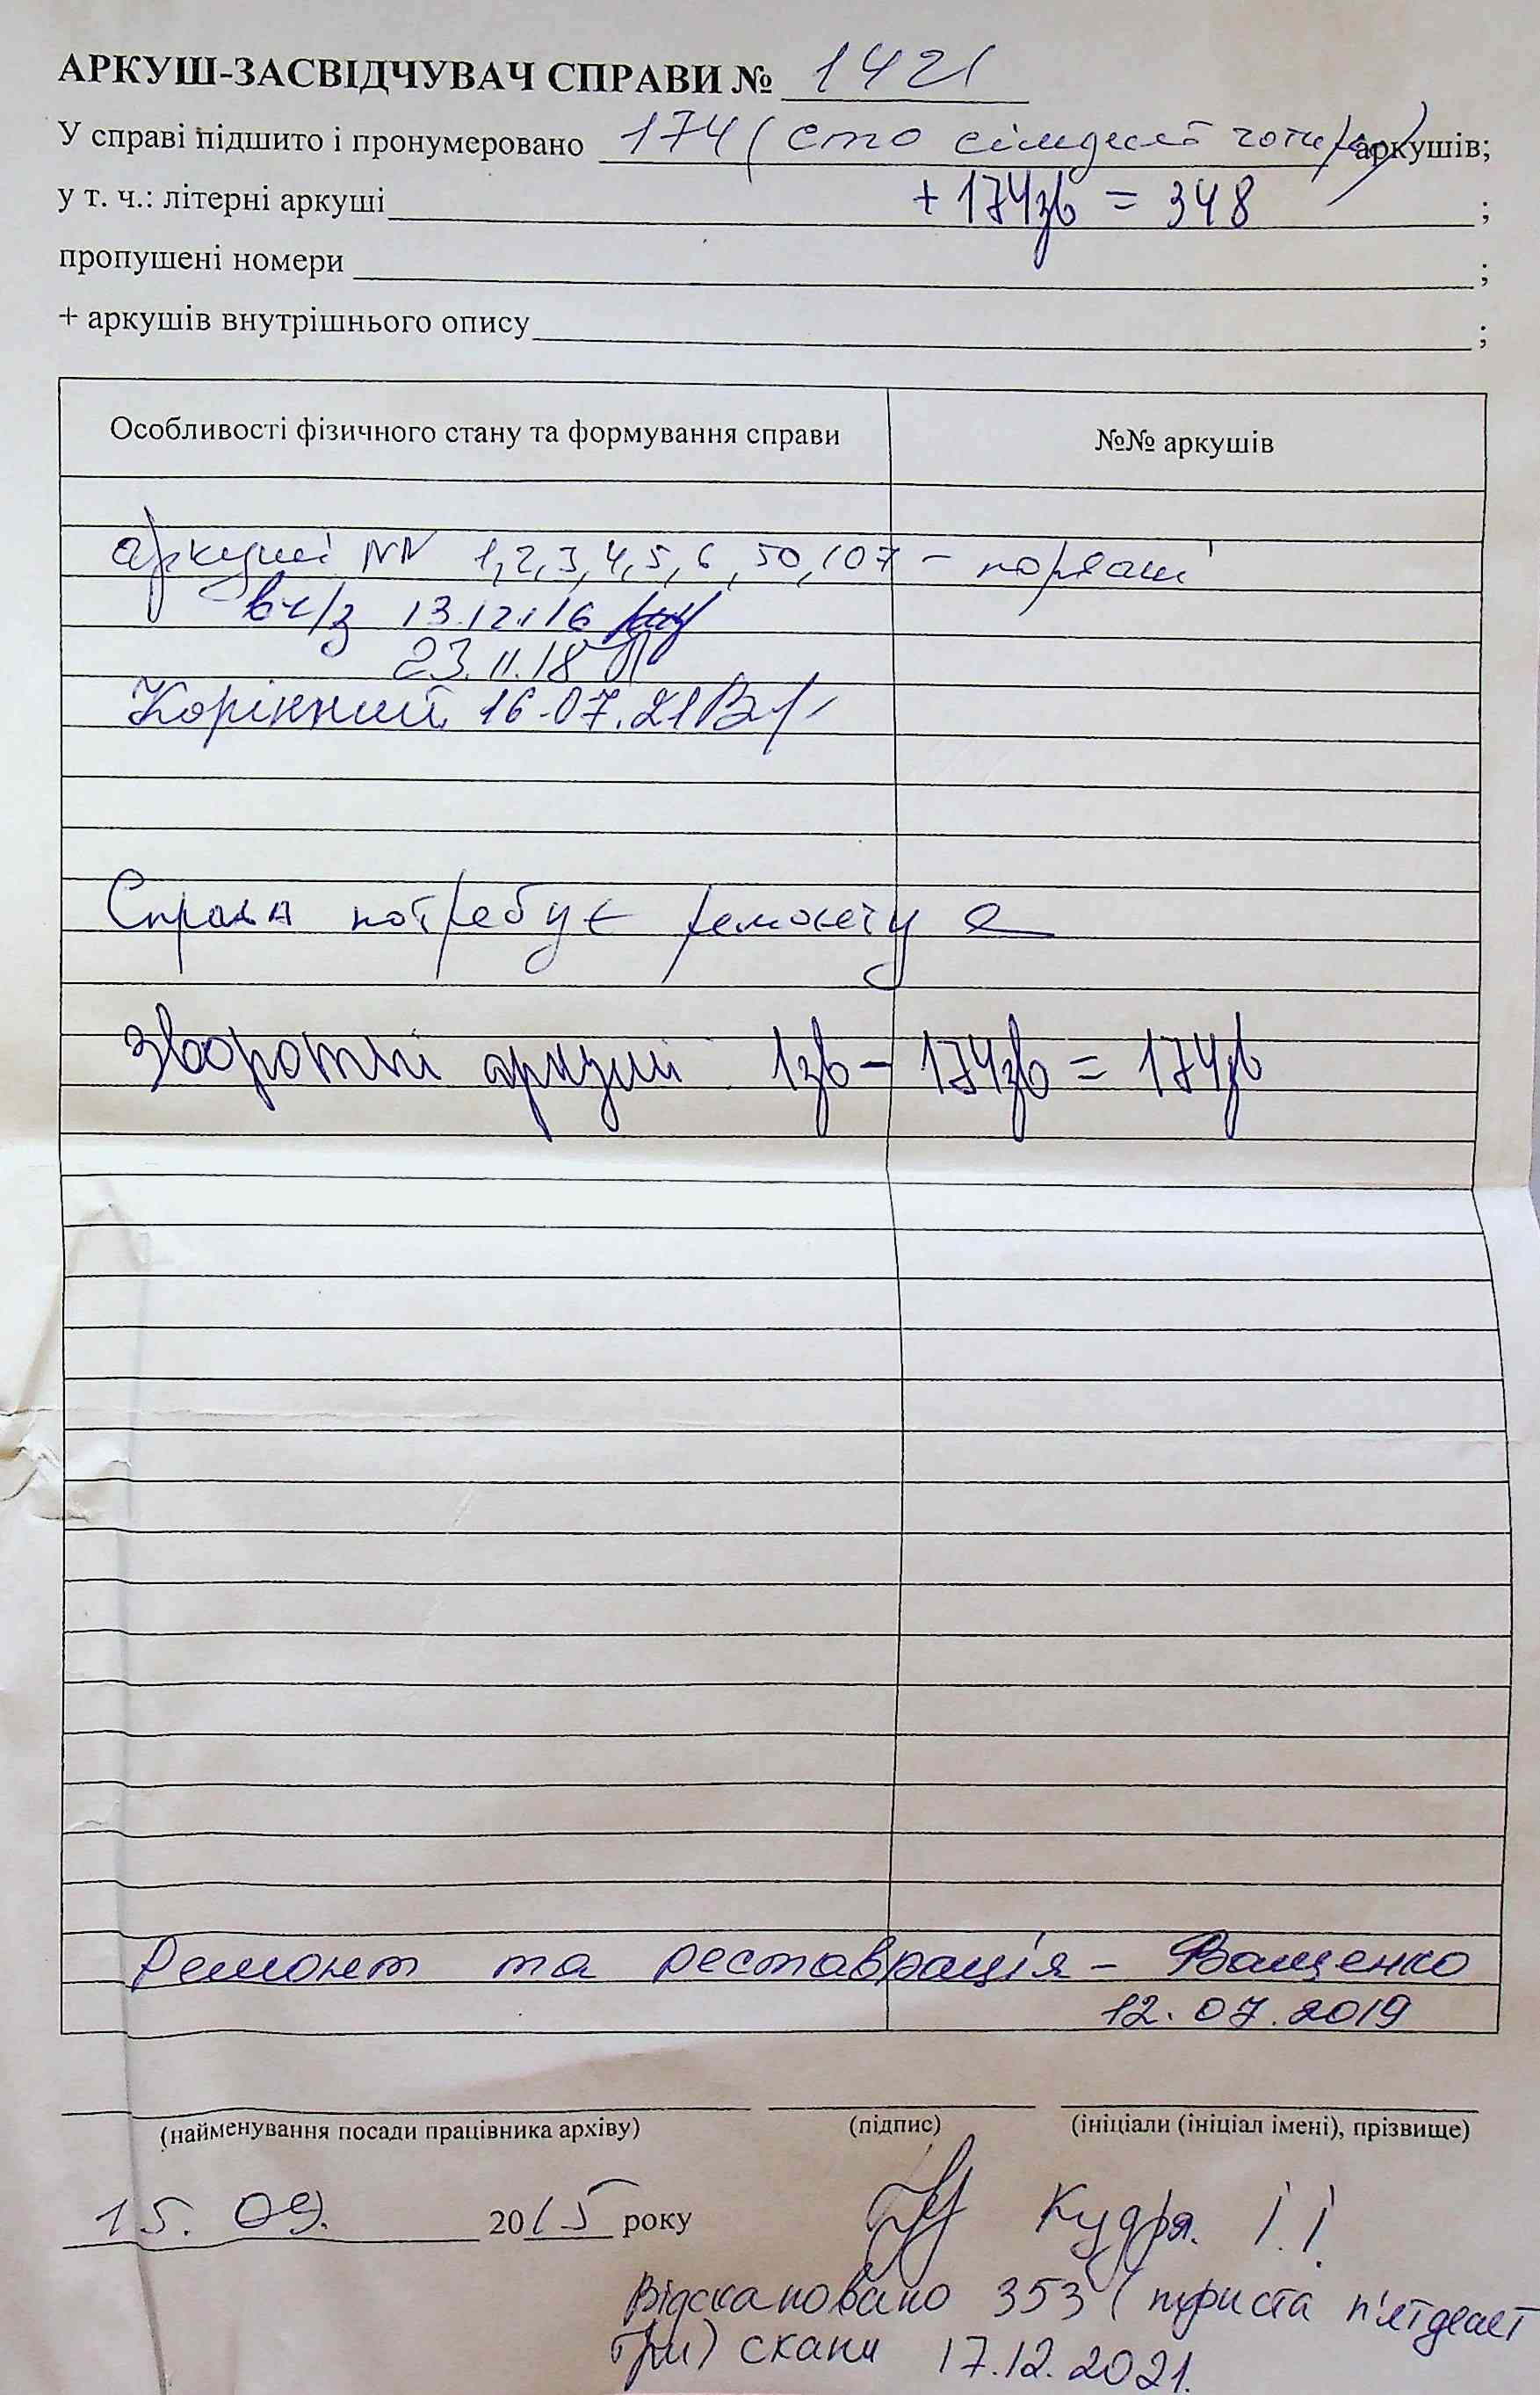 АРКУШ-ЗАСВІДЧУВАЧ СПРАВИ № 1421
У справі підшито і пронумеровано 174 (сто сімдесят чотири) аркушів;
у т. ч.: літерні аркуші + 174зв = 348 ;
пропущені номери ;
+ аркушів внутрішнього опису ;
Особливості фізичного стану та формування справи №№ аркушів
аркуші NN 1,2,3,4,5,6,50,107 – порвані
вч/з 13.12.16
23.11.18
Корінний 16.07.21
Справа потребує ремонту
Зворотні аркуші 1зв – 174зв = 174зв
Ремонт та реставрація – Ващенко
12.07.2019
(найменування посади працівника архіву) (підпис) (ініціали (ініціал імені), прізвище)
15. 09. 2015 року Кудря. І.І.
Відскановано 353 (триста п'ятдесят
три) скани 17.12.2021.